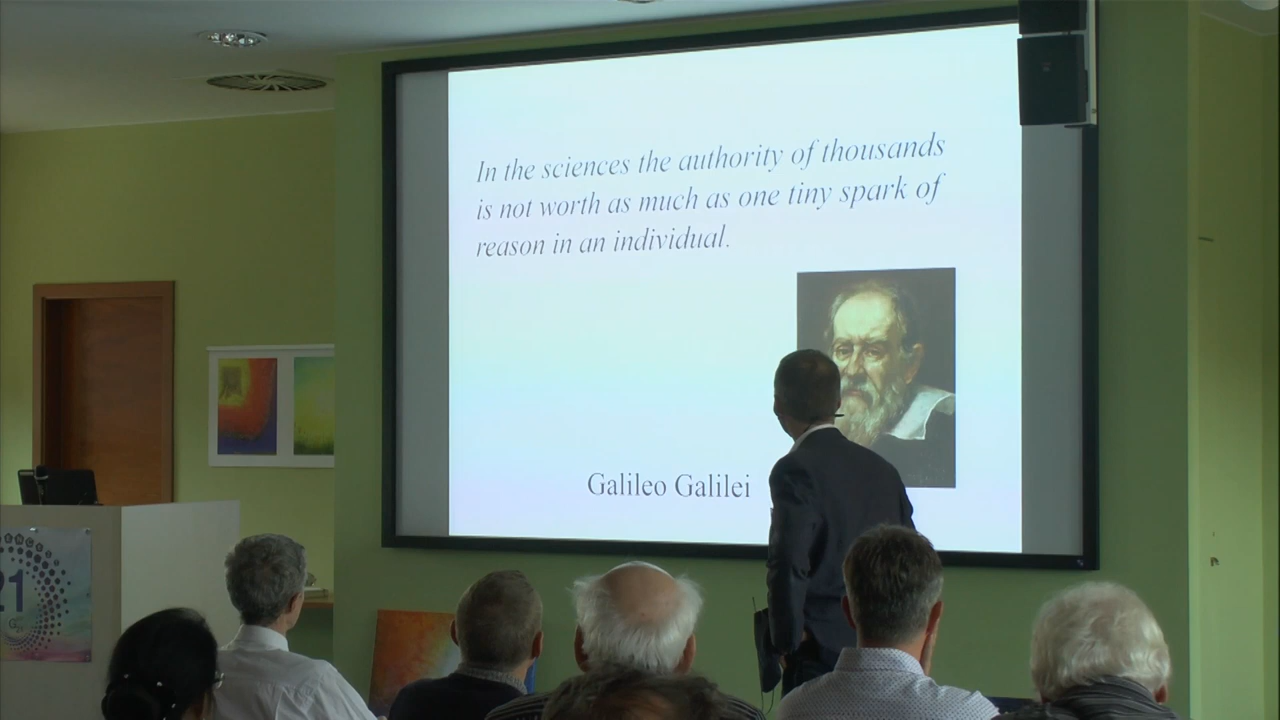 In the sciences the authority of thousands
is not worth as much as one tiny spark of
reason in an individual.
Galileo Galilei
21